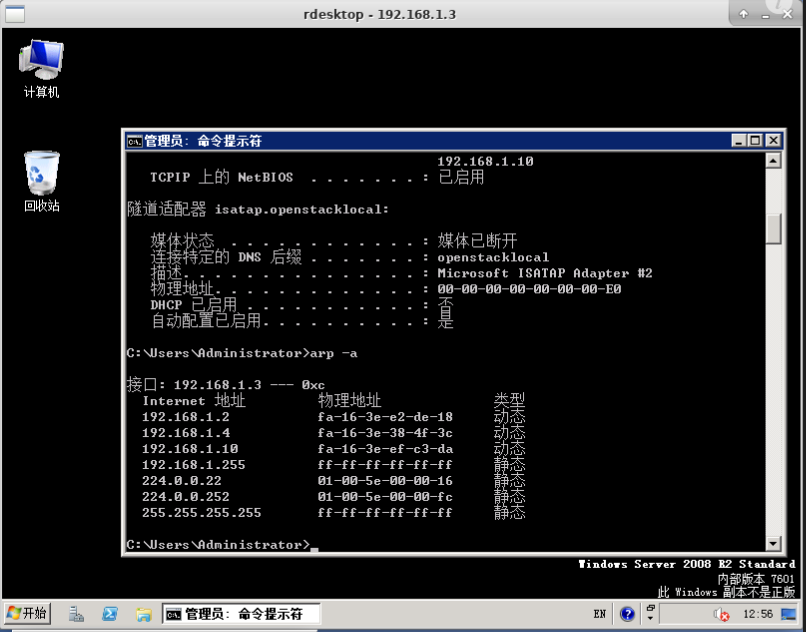 rdesktop - 192.168.1.3
计算机
回收站
管理员: 命令提示符
192.168.1.10
TCPIP 上的 NetBIOS . . . . . . . : 已启用
隧道适配器 isatap.openstacklocal:
媒体状态 . . . . . . . . . . . . : 媒体已断开
连接特定的 DNS 后缀 . . . . . . . : openstacklocal
描述. . . . . . . . . . . . . . . : Microsoft ISATAP Adapter #2
物理地址. . . . . . . . . . . . . : 00-00-00-00-00-00-00-E0
DHCP 已启用 . . . . . . . . . . . : 否
自动配置已启用. . . . . . . . . . : 是
C:\Users\Administrator>arp -a
接口: 192.168.1.3 --- 0xc
Internet 地址 物理地址 类型
192.168.1.2 fa-16-3e-e2-de-18 动态
192.168.1.4 fa-16-3e-38-4f-3c 动态
192.168.1.10 fa-16-3e-ef-c3-da 动态
192.168.1.255 ff-ff-ff-ff-ff-ff 静态
224.0.0.22 01-00-5e-00-00-16 静态
224.0.0.252 01-00-5e-00-00-fc 静态
255.255.255.255 ff-ff-ff-ff-ff-ff 静态
C:\Users\Administrator>
Windows Server 2008 R2 Standard
内部版本 7601
此 Windows 副本不是正版
开始
管理员: 命令提示符
EN
12:56